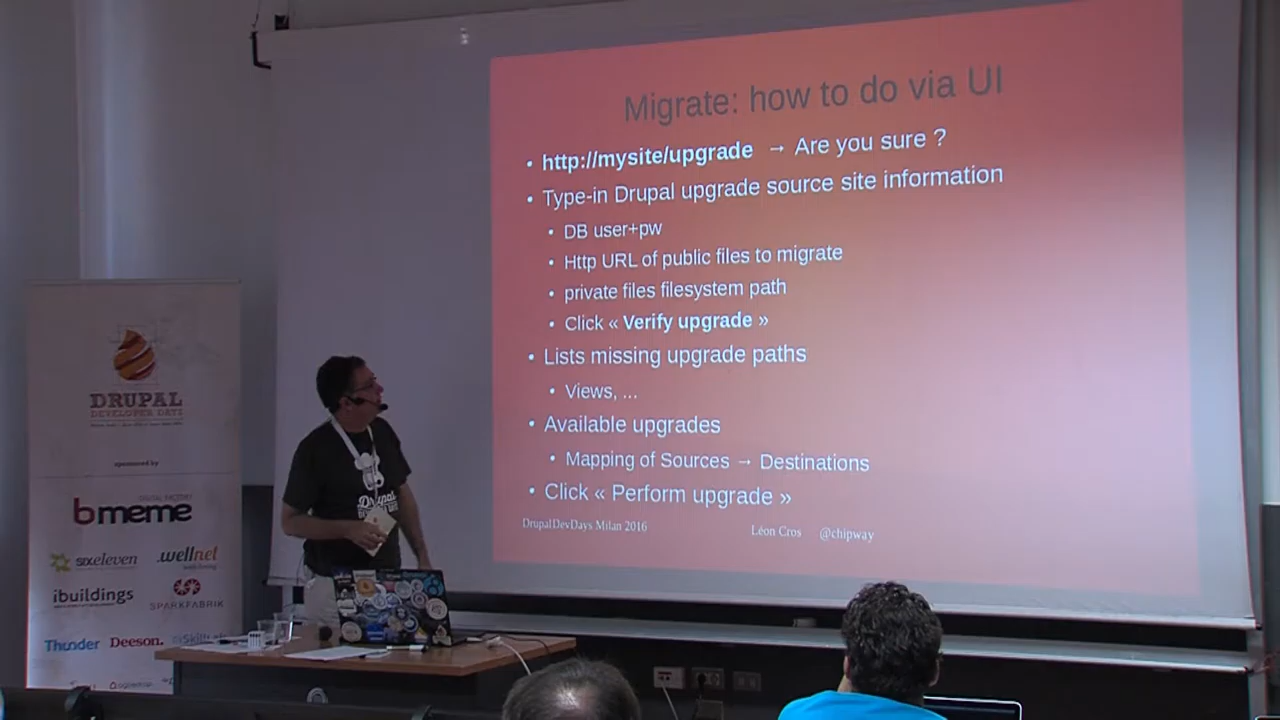 Migrate: how to do via UI
• http://mysite/upgrade → Are you sure ?
• Type-in Drupal upgrade source site information
• DB user+pw
• Http URL of public files to migrate
• private files filesystem path
• Click « Verify upgrade »
• Lists missing upgrade paths
• Views, ...
• Available upgrades
• Mapping of Sources → Destinations
• Click « Perform upgrade »
DrupalDevDays Milan 2016 Léon Cros @chipway
DRUPAL
DEVELOPER DAYS
sponsored by
bmeme
sixeleven
.wellnet
ibuildings
SPARKFABRIK
Thunder
Deeson.
Drupal